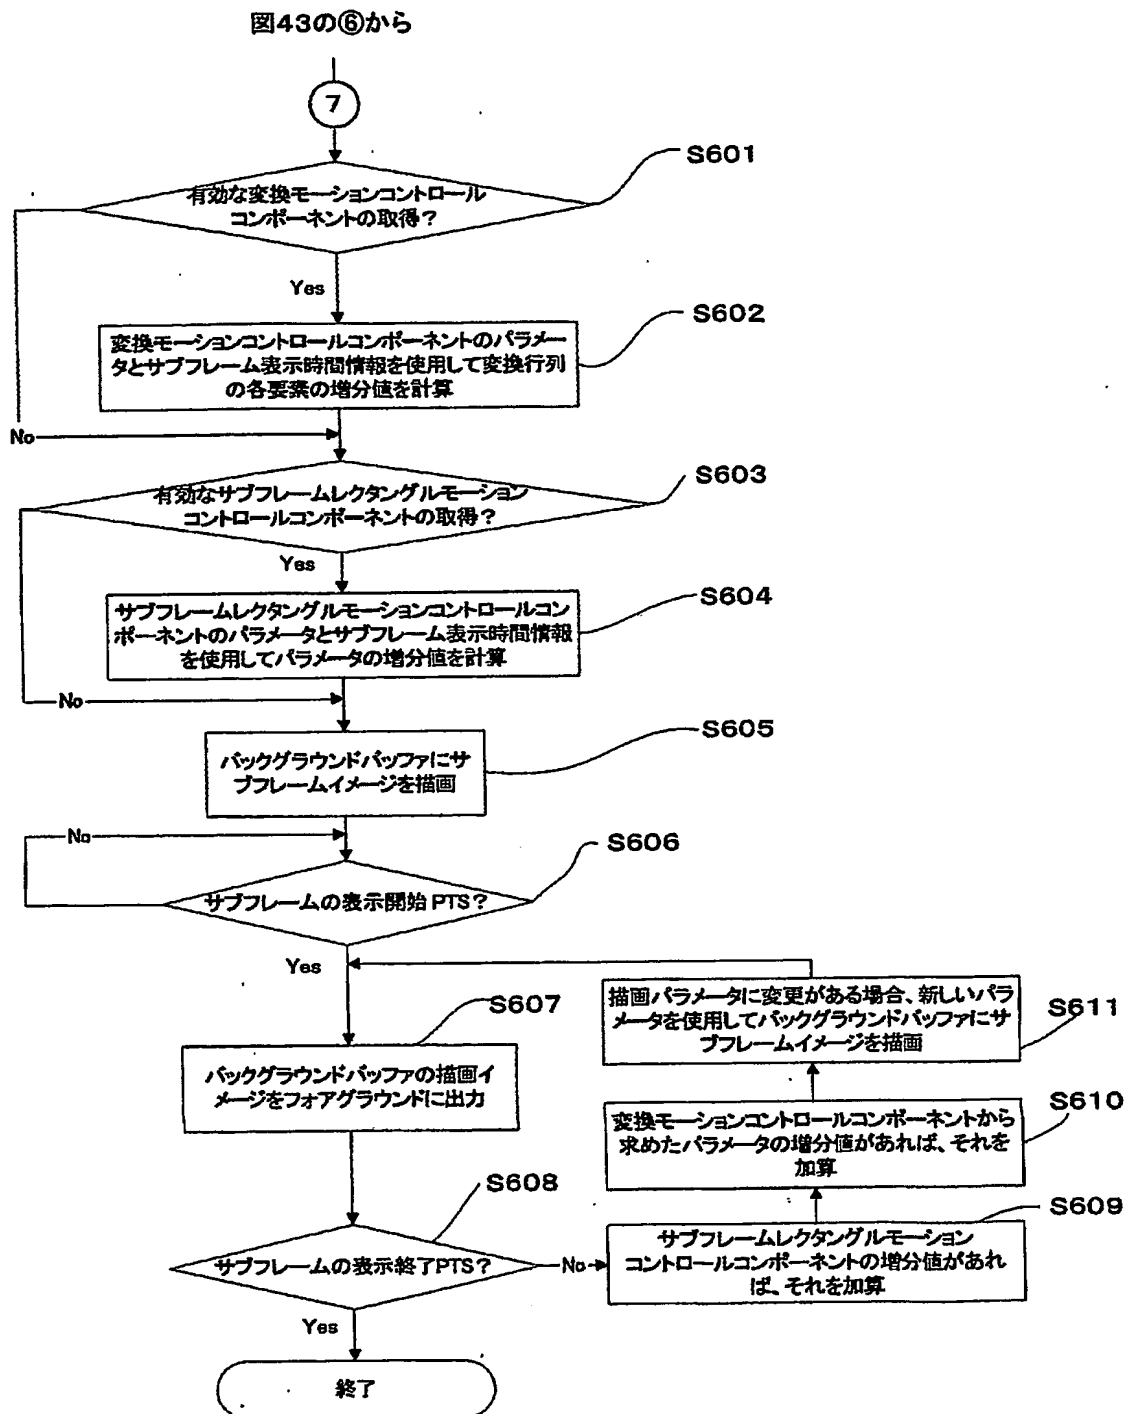 図43の⑥から
7
S601
有効な変換モーションコントロール
コンポーネントの取得?
Yes
S602
変換モーションコントロールコンポーネントのパラメー
タとサブフレーム表示時間情報を使用して変換行列
の各要素の増分値を計算
No
S603
有効なサブフレームレクタングルモーション
コントロールコンポーネントの取得?
Yes
S604
サブフレームレクタングルモーションコントロールコン
ポーネントのパラメータとサブフレーム表示時間情報
を使用してパラメータの増分値を計算
No
S605
バックグラウンドバッファにサ
ブフレームイメージを描画
No
S606
サブフレームの表示開始PTS?
Yes
S607
バックグラウンドバッファの描画イ
メージをフォアグラウンドに出力
S608
サブフレームの表示終了PTS?
No
S609
サブフレームレクタングルモーション
コントロールコンポーネントの増分値があれ
ば、それを加算
S610
変換モーションコントロールコンポーネントから
求めたパラメータの増分値があれば、それを
加算
S611
描画パラメータに変更がある場合、新しいパラ
メータを使用してバックグラウンドバッファにサ
ブフレームイメージを描画
Yes
終了